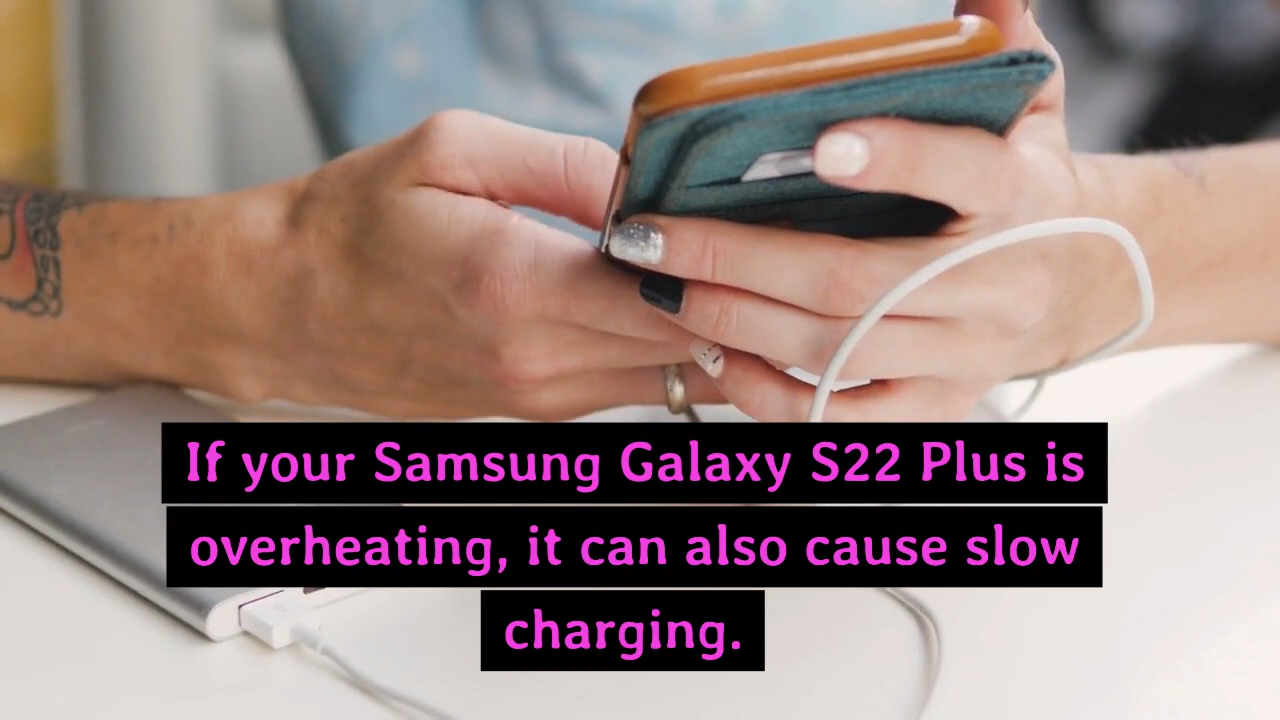 If your Samsung Galaxy S22 Plus is
overheating, it can also cause slow
charging.